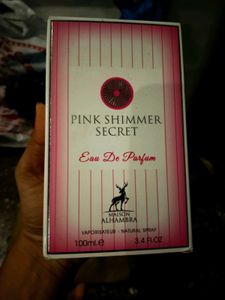 PINK SHIMMER
SECRET
Eau De Parfum
MAISON
ALHAMBRA
VAPORISATEUR - NATURAL SPRAY
100ml e 3.4 FL.OZ